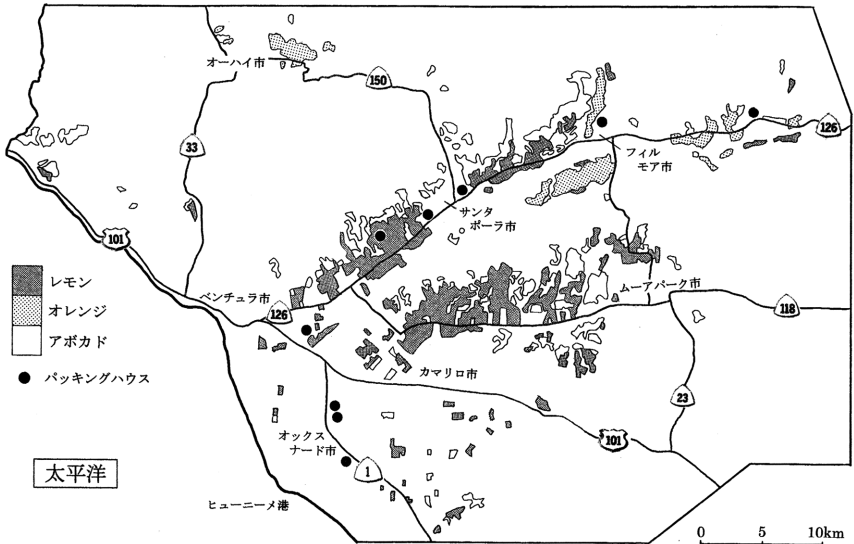 オーハイ市
150
33
126
フィル
モア市
サンタ
ポーラ市
101
レモン
オレンジ
アボカド
パッキングハウス
ベンチュラ市
126
ムーアパーク市
118
カマリロ市
23
101
オックス
ナード市
1
太平洋
ヒューニーメ港
0 5 10km